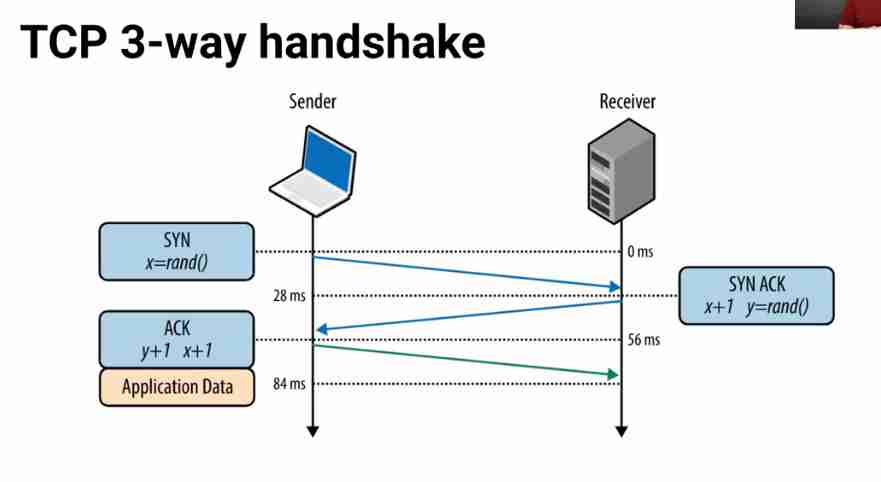 TCP 3-way handshake
Sender
Receiver
SYN
x=rand()
0 ms
28 ms
SYN ACK
x+1 y=rand()
ACK
y+1 x+1
56 ms
Application Data
84 ms